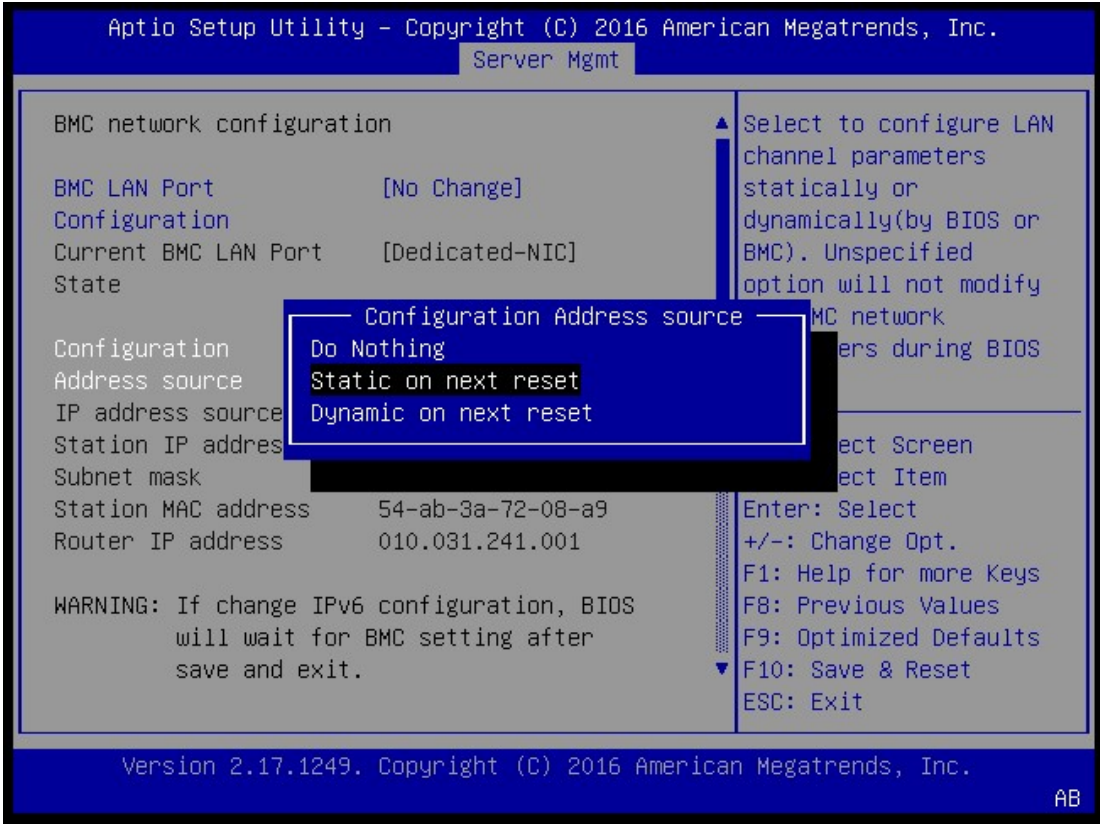 Aptio Setup Utility – Copyright (C) 2016 American Megatrends, Inc.
Server Mgmt
BMC network configuration
BMC LAN Port [No Change]
Configuration
Current BMC LAN Port [Dedicated-NIC]
State
Configuration
Address source
IP address source
Station IP
Subnet mask
Station MAC address 54-ab-3a-72-08-a9
Router IP address 010.031.241.001
WARNING: If change IPv6 configuration, BIOS
will wait for BMC setting after
save and exit.
Configuration Address source
Do Nothing
Static on next reset
Dynamic on next reset
Select to configure LAN
channel parameters
statically or
dynamically(by BIOS or
BMC). Unspecified
option will not modify
network
during BIOS
Screen
Item
Enter: Select
+/-: Change Opt.
F1: Help for more Keys
F8: Previous Values
F9: Optimized Defaults
F10: Save & Reset
ESC: Exit
Version 2.17.1249. Copyright (C) 2016 American Megatrends, Inc.
AB